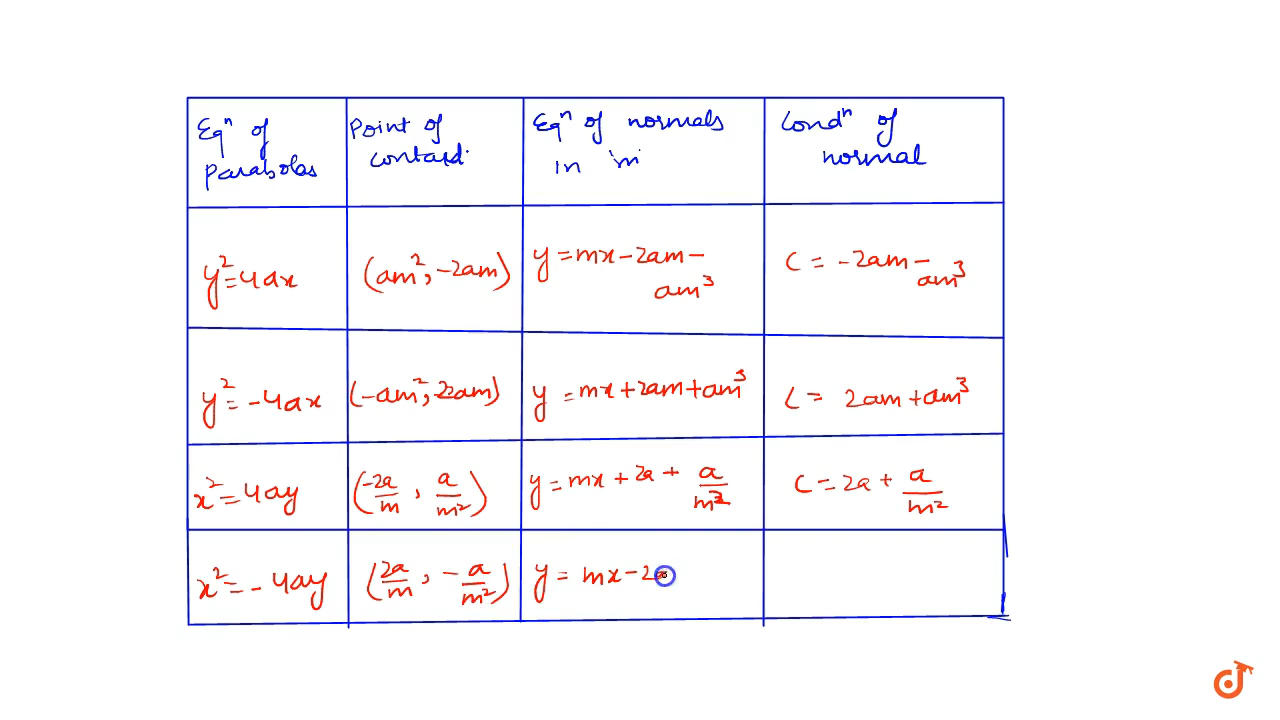 Eqⁿ of parabolas
Point of contact
Eqⁿ of normals in 'm'
Condⁿ of normal
y² = 4ax
(am², -2am)
y = mx - 2am - am³
c = -2am - am³
y² = -4ax
(-am², 2am)
y = mx + 2am + am³
c = 2am + am³
x² = 4ay
(-2a/m, a/m²)
y = mx + 2a + a/m²
c = 2a + a/m²
x² = -4ay
(2a/m, -a/m²)
y = mx - 2a